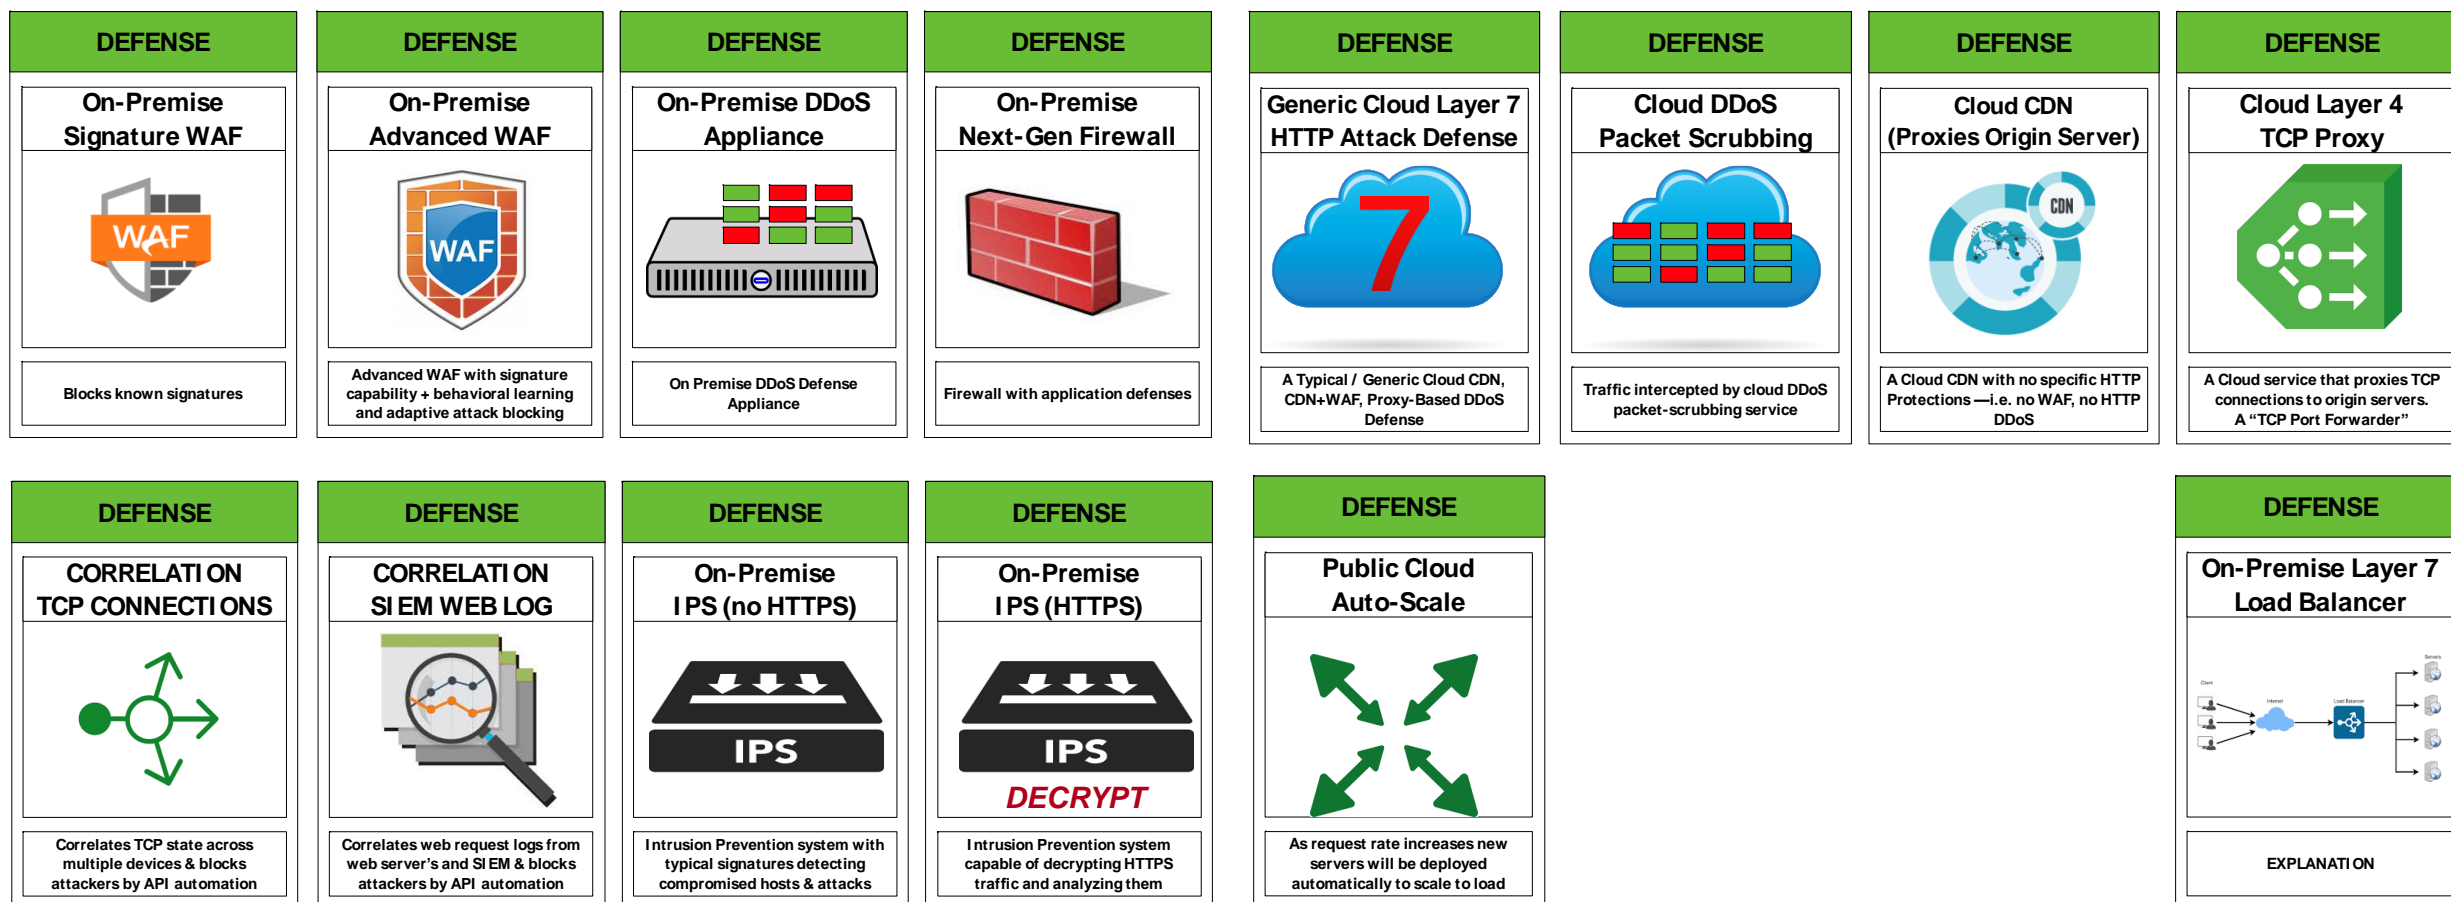 DEFENSE
On-Premise
Signature WAF
WAF
Blocks known signatures
DEFENSE
On-Premise
Advanced WAF
WAF
Advanced WAF with signature
capability + behavioral learning
and adaptive attack blocking
DEFENSE
On-Premise DDoS
Appliance
On Premise DDoS Defense
Appliance
DEFENSE
On-Premise
Next-Gen Firewall
Firewall with application defenses
DEFENSE
Generic Cloud Layer 7
HTTP Attack Defense
7
A Typical / Generic Cloud CDN,
CDN+WAF, Proxy-Based DDoS
Defense
DEFENSE
Cloud DDoS
Packet Scrubbing
Traffic intercepted by cloud DDoS
packet-scrubbing service
DEFENSE
Cloud CDN
(Proxies Origin Server)
CDN
A Cloud CDN with no specific HTTP
Protections —i.e. no WAF, no HTTP
DDoS
DEFENSE
Cloud Layer 4
TCP Proxy
A Cloud service that proxies TCP
connections to origin servers.
A “TCP Port Forwarder”
DEFENSE
CORRELATION
TCP CONNECTIONS
Correlates TCP state across
multiple devices & blocks
attackers by API automation
DEFENSE
CORRELATION
SIEM WEB LOG
Correlates web request logs from
web server's and SIEM & blocks
attackers by API automation
DEFENSE
On-Premise
IPS (no HTTPS)
IPS
Intrusion Prevention system with
typical signatures detecting
compromised hosts & attacks
DEFENSE
On-Premise
IPS (HTTPS)
IPS
DECRYPT
Intrusion Prevention system
capable of decrypting HTTPS
traffic and analyzing them
DEFENSE
Public Cloud
Auto-Scale
As request rate increases new
servers will be deployed
automatically to scale to load
DEFENSE
On-Premise Layer 7
Load Balancer
Servers
Client
Internet
Load Balancer
EXPLANATION